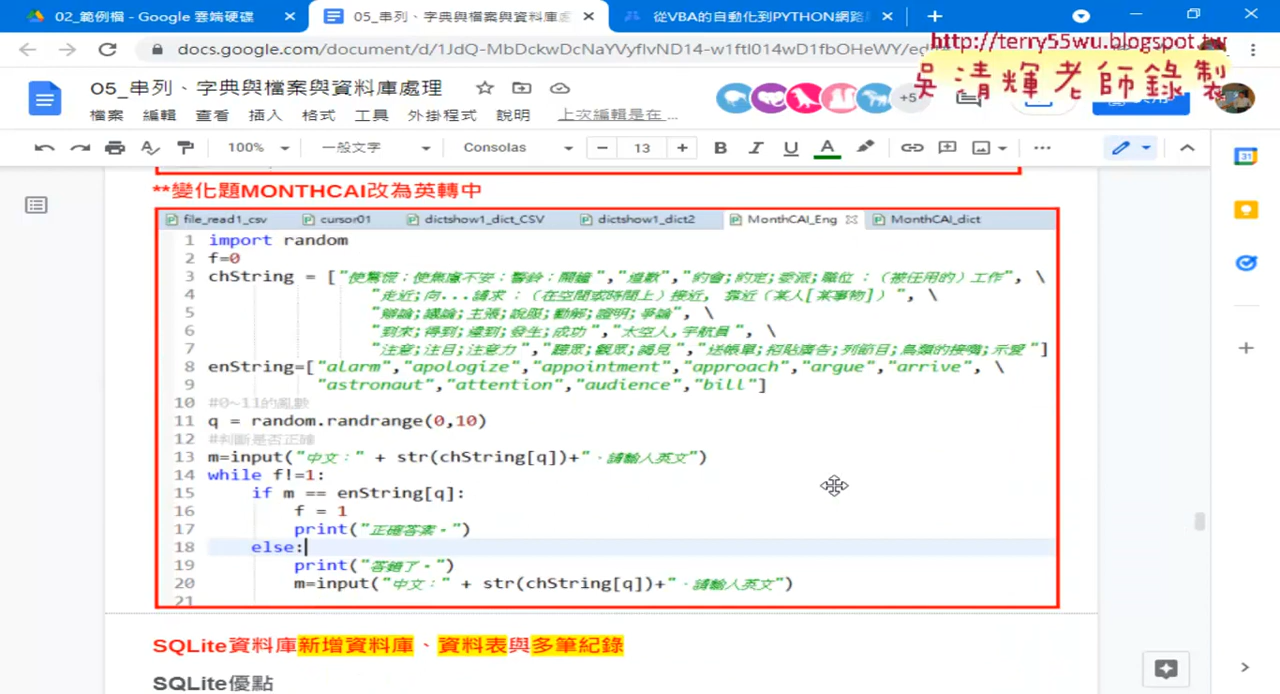 02_範例檔 - Google 雲端硬碟
05_串列、字典與檔案與資料庫處
從VBA的自動化到PYTHON網路
docs.google.com/document/d/1JdQ-MbDckwDcNaYVyflvND14-w1ftI014wD1fbOHeWY/ed
http://terry55wu.blogspot.tw
吳清輝老師錄製
05_串列、字典與檔案與資料庫處理
+5
檔案 編輯 查看 插入 格式 工具 外掛程式 說明 上次編輯是在 ...
100% 一般文字 Consolas 13 B I U A
31
**變化題MONTHCAI改為英轉中
file_read1_csv cursor01 dictshow1_dict_CSV dictshow1_dict2 MonthCAI_Eng MonthCAI_dict
1 import random
2 f=0
3 chString = ["使驚慌；使焦慮不安；警鈴；鬧鐘 ","道歉","約會;約定;委派;職位 ：（被任用的）工作", \
4 "走近;向...請求 ：（在空間或時間上）接近， 靠近（某人[某事物]） ", \
5 "辯論;議論;主張;說服;勸解;證明;爭論", \
6 "到來;得到;達到;發生;成功 ","太空人,宇航員 ", \
7 "注意;注目;注意力 ","聽眾;觀眾;謁見 ","送帳單;招貼廣告;列節目;鳥類的接嘴;示愛 "]
8 enString=["alarm","apologize","appointment","approach","argue","arrive", \
9 "astronaut","attention","audience","bill"]
10 #0~11的亂數
11 q = random.randrange(0,10)
12 #判斷是否正確
13 m=input("中文：" + str(chString[q])+"、請輸入英文")
14 while f!=1:
15 if m == enString[q]:
16 f = 1
17 print("正確答案。")
18 else:
19 print("答錯了。")
20 m=input("中文：" + str(chString[q])+"、請輸入英文")
21
SQLite資料庫新增資料庫、資料表與多筆紀錄
SQLite優點